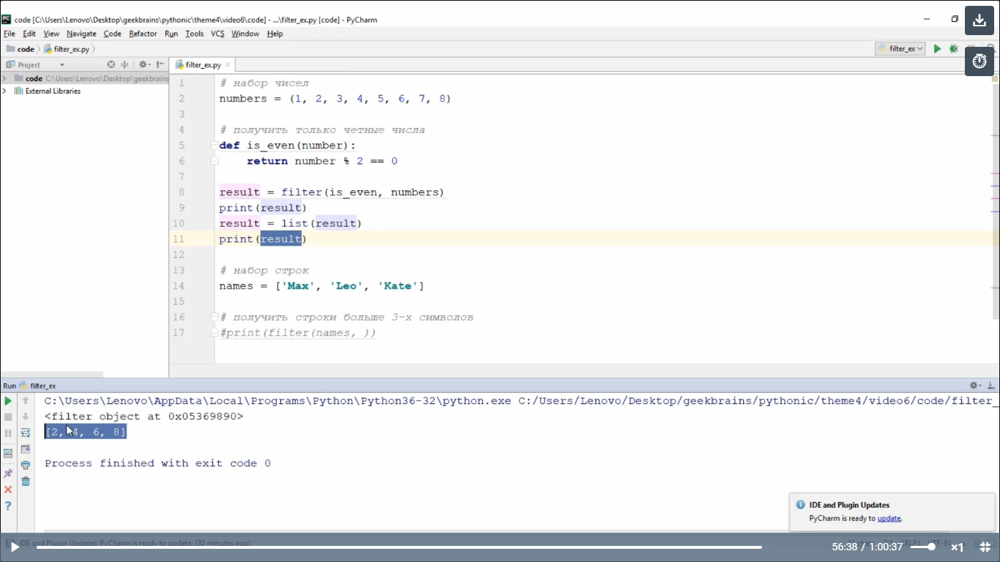 code [C:\Users\Lenovo\Desktop\geekbrains\pythonic\theme4\video6\code] - ...\filter_ex.py [code] - PyCharm
File Edit View Navigate Code Refactor Run Tools VCS Window Help
code filter_ex.py filter_ex
Project filter_ex.py
code C:\Users\Lenovo\Desktop\geekbrains
External Libraries
1 # набор чисел
2 numbers = (1, 2, 3, 4, 5, 6, 7, 8)
3
4 # получить только четные числа
5 def is_even(number):
6 return number % 2 == 0
7
8 result = filter(is_even, numbers)
9 print(result)
10 result = list(result)
11 print(result)
12
13 # набор строк
14 names = ['Max', 'Leo', 'Kate']
15
16 # получить строки больше 3-х символов
17 #print(filter(names, ))
Run filter_ex
C:\Users\Lenovo\AppData\Local\Programs\Python\Python36-32\python.exe C:/Users/Lenovo/Desktop/geekbrains/pythonic/theme4/video6/code/filter_
<filter object at 0x05369890>
[2, 4, 6, 8]
Process finished with exit code 0
IDE and Plugin Updates
PyCharm is ready to update.
IDE and Plugin Updates: PyCharm is ready to update. (30 minutes ago)
56:38 / 1:00:37 ×1